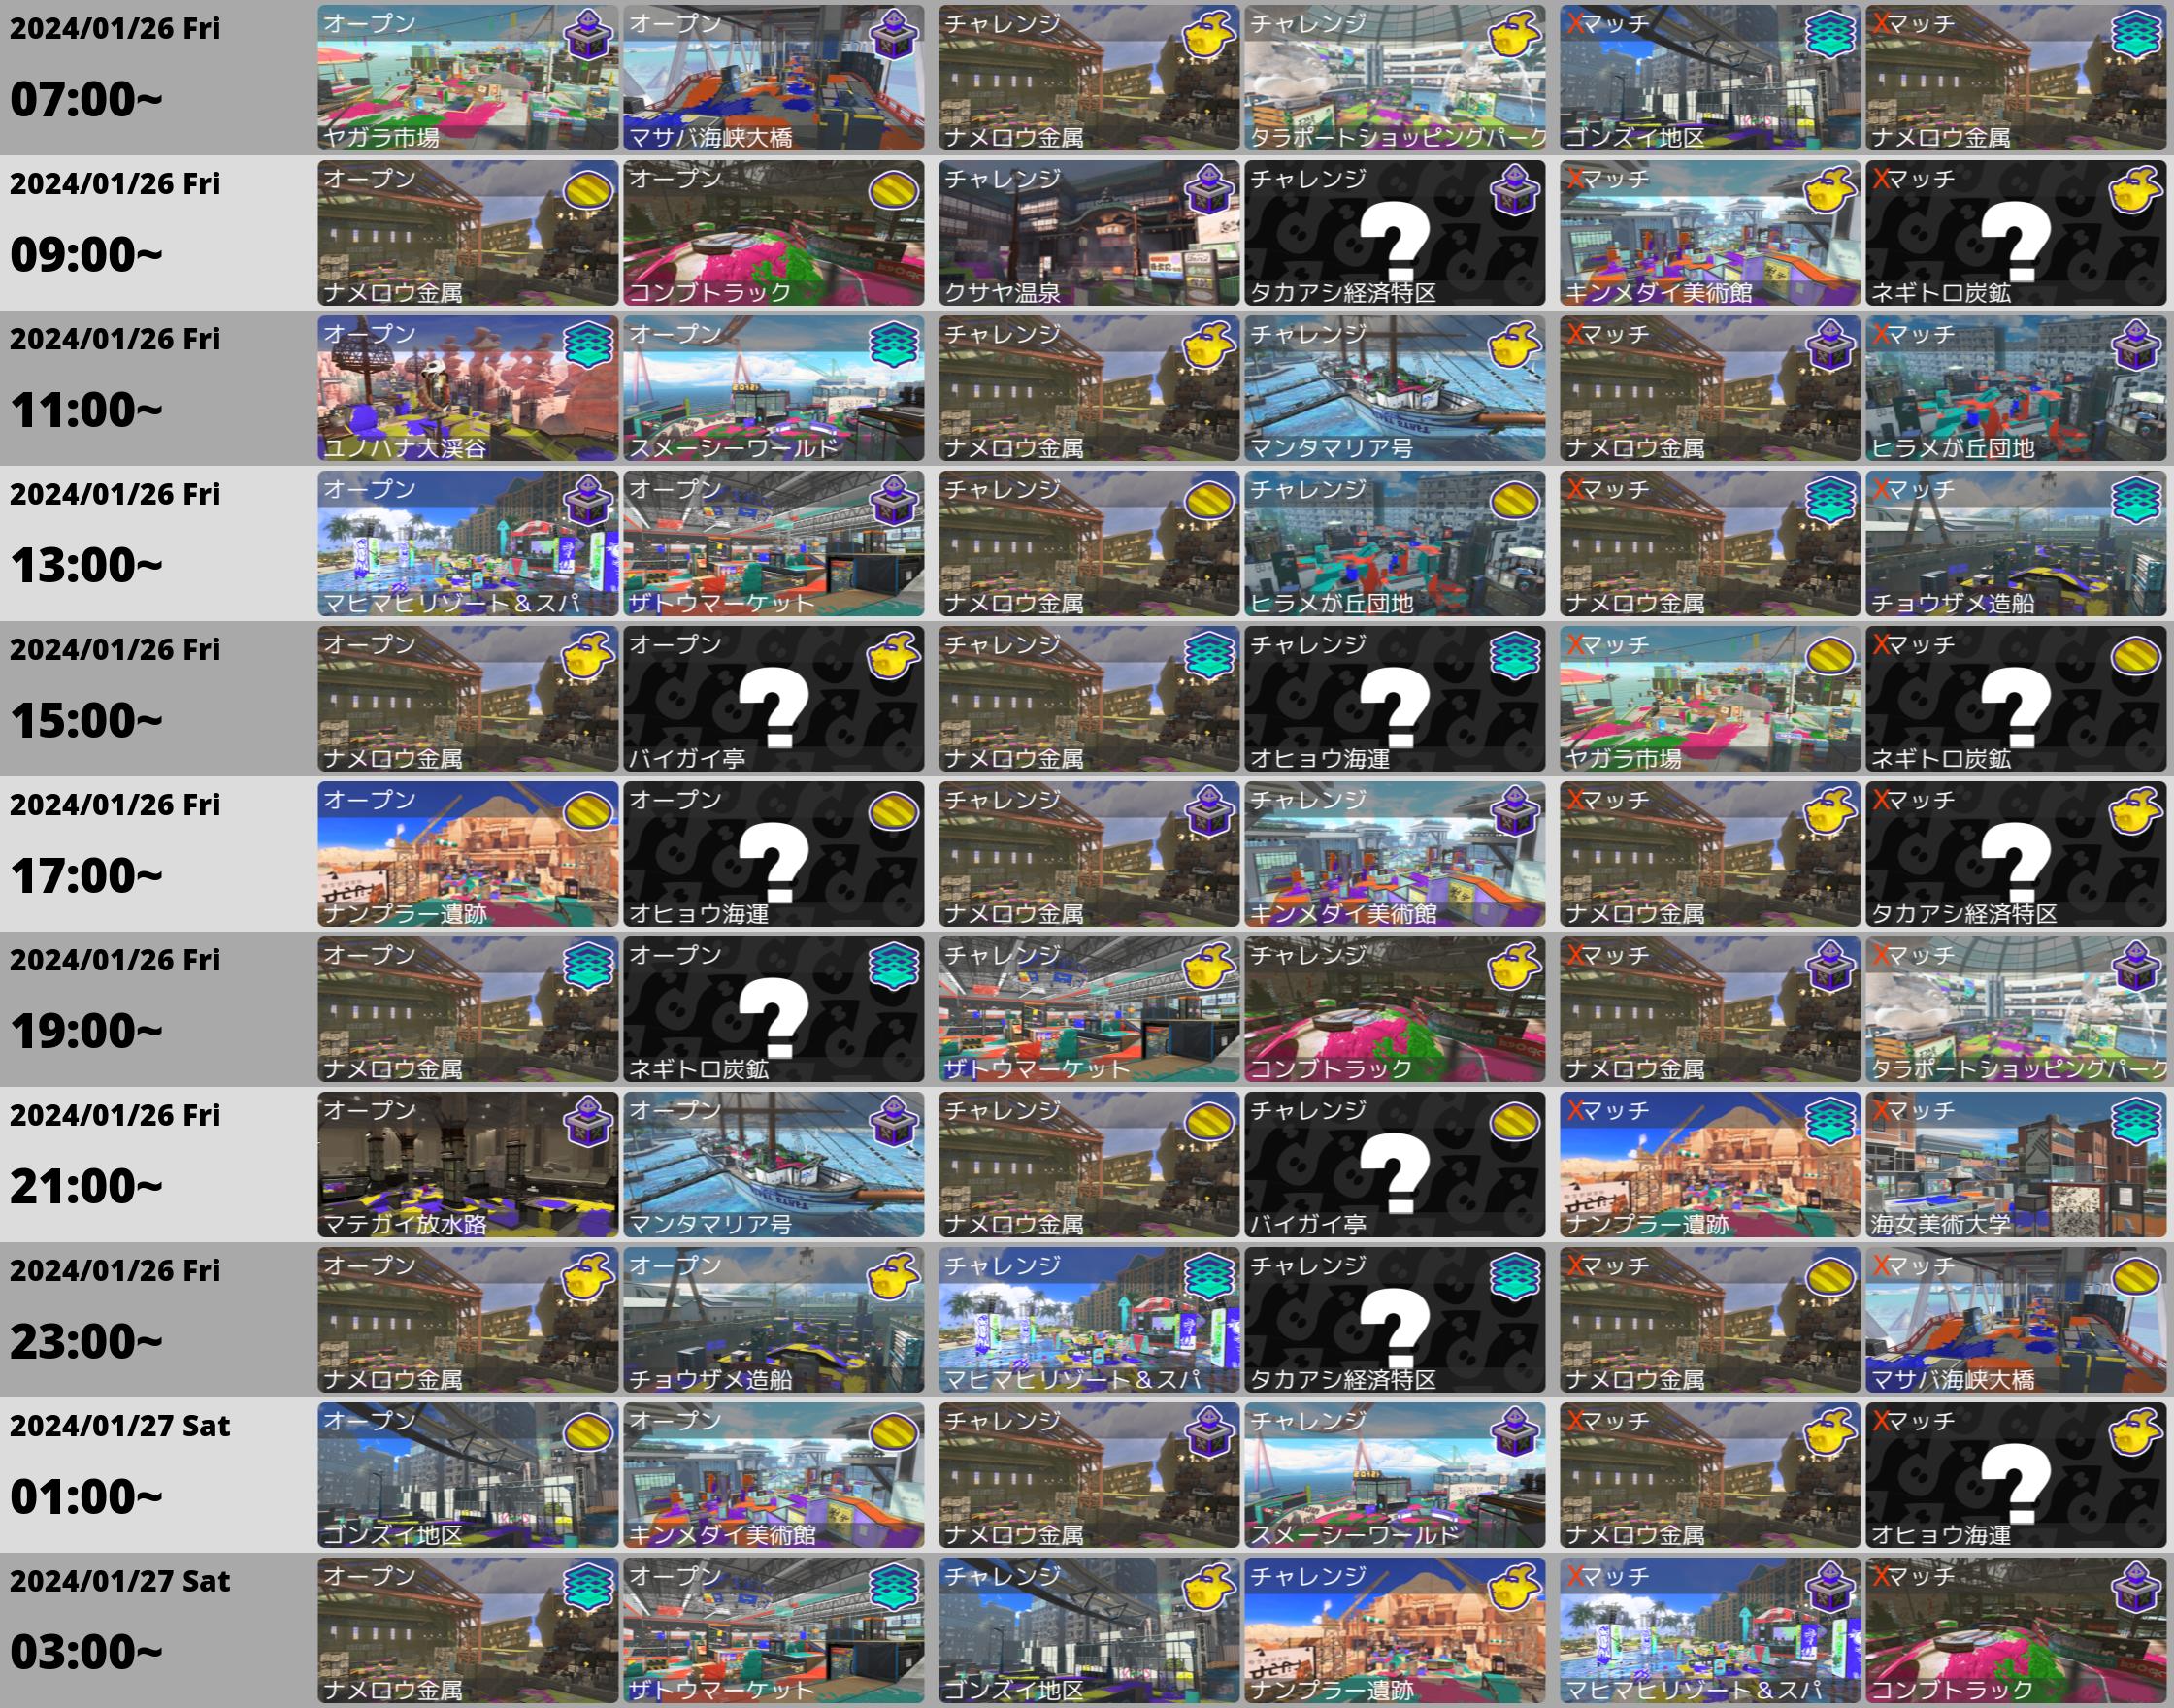 2024/01/26 Fri
07:00~
オープン
ヤガラ市場
オープン
マサバ海峡大橋
チャレンジ
ナメロウ金属
チャレンジ
タラポートショッピングパーク
Xマッチ
ゴンズイ地区
Xマッチ
ナメロウ金属
2024/01/26 Fri
09:00~
オープン
ナメロウ金属
オープン
コンブトラック
チャレンジ
クサヤ温泉
チャレンジ
?
タカアシ経済特区
Xマッチ
キンメダイ美術館
Xマッチ
?
ネギトロ炭鉱
2024/01/26 Fri
11:00~
オープン
ユノハナ大渓谷
オープン
スメーシーワールド
チャレンジ
ナメロウ金属
チャレンジ
マンタマリア号
Xマッチ
ナメロウ金属
Xマッチ
ヒラメが丘団地
2024/01/26 Fri
13:00~
オープン
マヒマヒリゾート＆スパ
オープン
ザトウマーケット
チャレンジ
ナメロウ金属
チャレンジ
ヒラメが丘団地
Xマッチ
ナメロウ金属
Xマッチ
チョウザメ造船
2024/01/26 Fri
15:00~
オープン
ナメロウ金属
オープン
?
バイガイ亭
チャレンジ
ナメロウ金属
チャレンジ
?
オヒョウ海運
Xマッチ
ヤガラ市場
Xマッチ
?
ネギトロ炭鉱
2024/01/26 Fri
17:00~
オープン
ナンプラー遺跡
オープン
?
オヒョウ海運
チャレンジ
ナメロウ金属
チャレンジ
キンメダイ美術館
Xマッチ
ナメロウ金属
Xマッチ
?
タカアシ経済特区
2024/01/26 Fri
19:00~
オープン
ナメロウ金属
オープン
?
ネギトロ炭鉱
チャレンジ
ザトウマーケット
チャレンジ
コンブトラック
Xマッチ
ナメロウ金属
Xマッチ
タラポートショッピングパーク
2024/01/26 Fri
21:00~
オープン
マテガイ放水路
オープン
マンタマリア号
チャレンジ
ナメロウ金属
チャレンジ
?
バイガイ亭
Xマッチ
ナンプラー遺跡
Xマッチ
海女美術大学
2024/01/26 Fri
23:00~
オープン
ナメロウ金属
オープン
チョウザメ造船
チャレンジ
マヒマヒリゾート＆スパ
チャレンジ
?
タカアシ経済特区
Xマッチ
ナメロウ金属
Xマッチ
マサバ海峡大橋
2024/01/27 Sat
01:00~
オープン
ゴンズイ地区
オープン
キンメダイ美術館
チャレンジ
ナメロウ金属
チャレンジ
スメーシーワールド
Xマッチ
ナメロウ金属
Xマッチ
?
オヒョウ海運
2024/01/27 Sat
03:00~
オープン
ナメロウ金属
オープン
ザトウマーケット
チャレンジ
ゴンズイ地区
チャレンジ
ナンプラー遺跡
Xマッチ
マヒマヒリゾート＆スパ
Xマッチ
コンブトラック